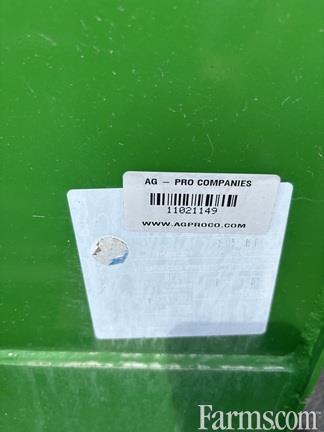 AG – PRO COMPANIES
11021149
WWW.AGPROCO.COM
Farms.com